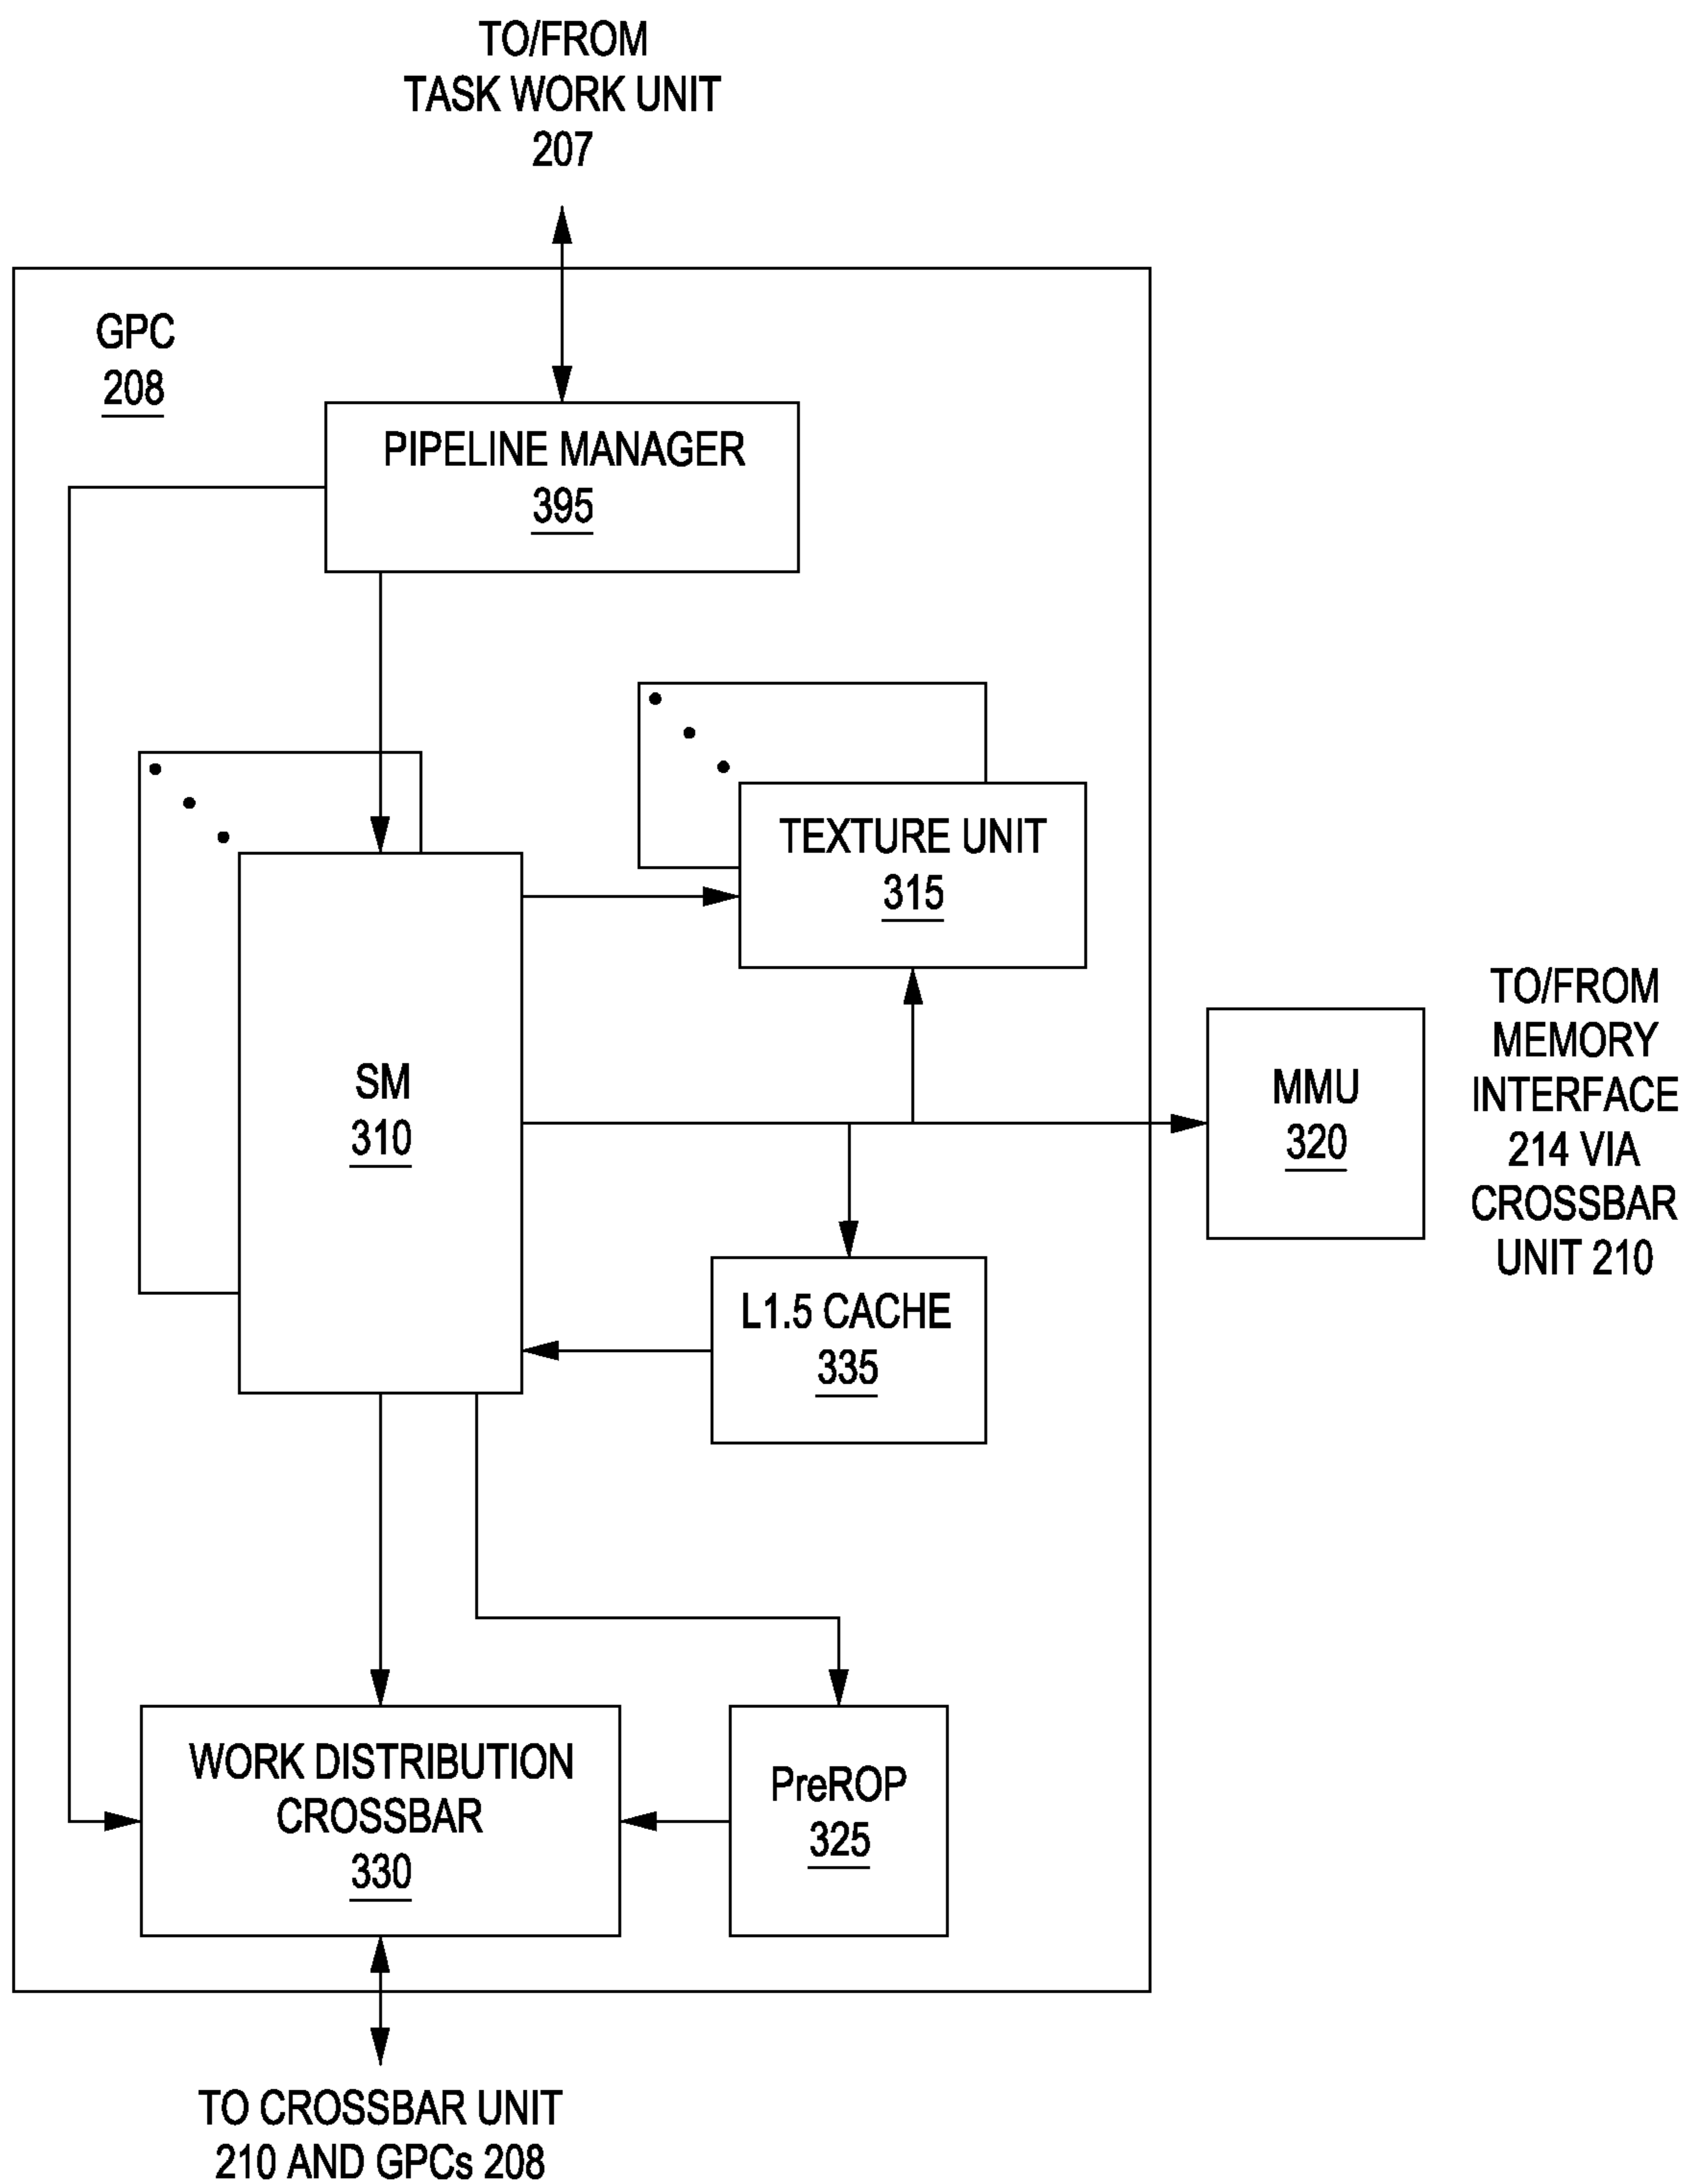 TO/FROM
TASK WORK UNIT
207
GPC
208
PIPELINE MANAGER
395
TEXTURE UNIT
315
SM
310
MMU
320
TO/FROM
MEMORY
INTERFACE
214 VIA
CROSSBAR
UNIT 210
L1.5 CACHE
335
WORK DISTRIBUTION
CROSSBAR
330
PreROP
325
TO CROSSBAR UNIT
210 AND GPCs 208